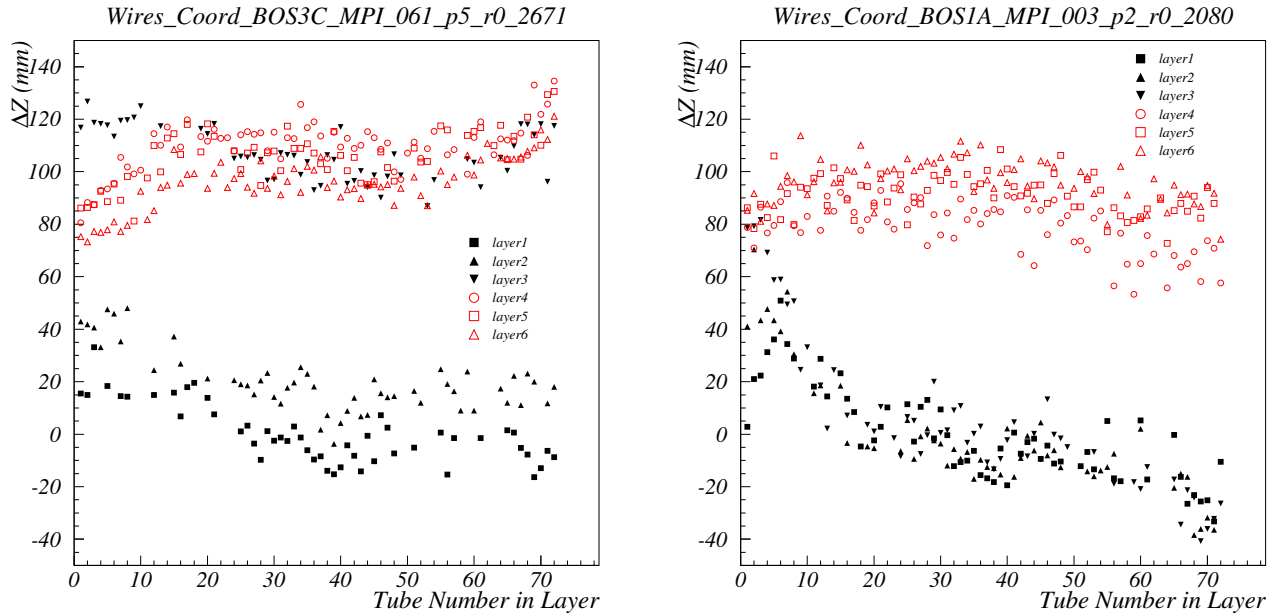 Wires_Coord_BOS3C_MPI_061_p5_r0_2671
ΔZ (mm)
140
120
100
80
60
40
20
0
-20
-40
layer1
layer2
layer3
layer4
layer5
layer6
0 10 20 30 40 50 60 70
Tube Number in Layer
Wires_Coord_BOS1A_MPI_003_p2_r0_2080
ΔZ (mm)
140
120
100
80
60
40
20
0
-20
-40
layer1
layer2
layer3
layer4
layer5
layer6
0 10 20 30 40 50 60 70
Tube Number in Layer